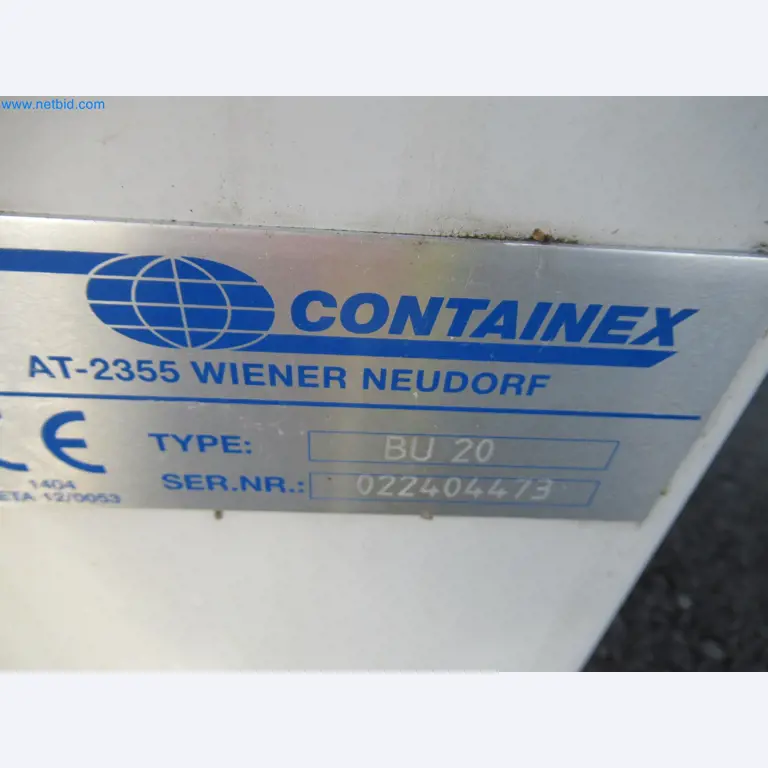 www.netbid.com
CONTAINEX
AT-2355 WIENER NEUDORF
CE
TYPE: BU 20
SER.NR.: 022404473
1404
ETA 12/0053